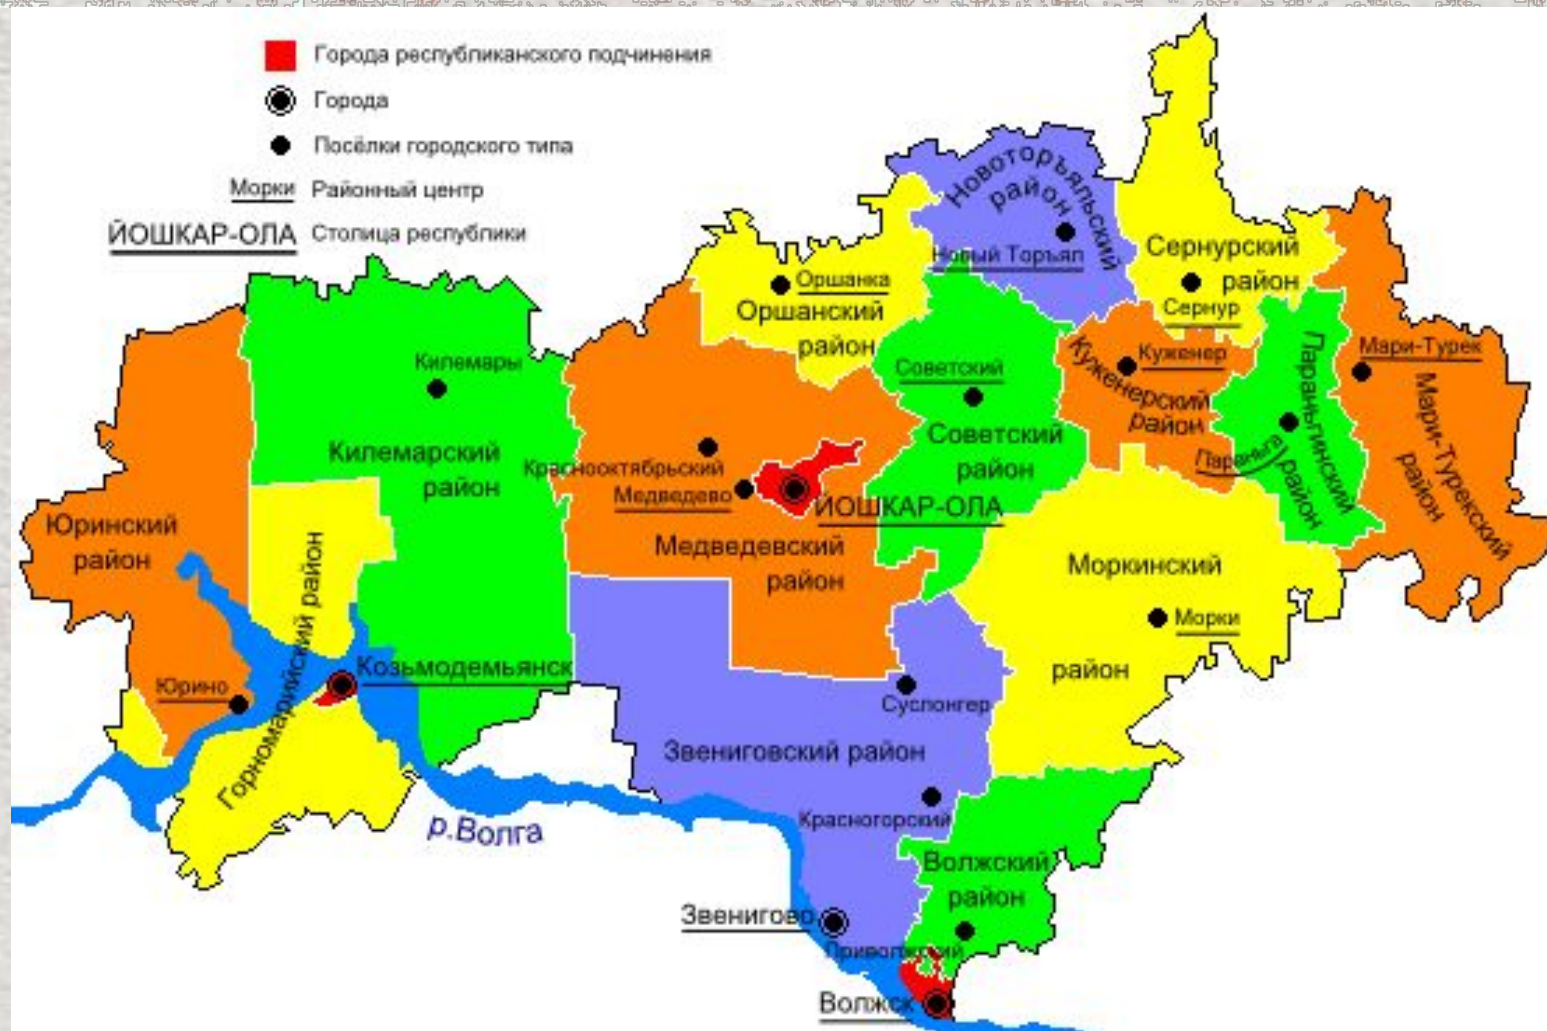 Города республиканского подчинения
Города
Посёлки городского типа
Морки Районный центр
ЙОШКАР-ОЛА Столица республики
Новоторъяльский
район
Новый Торъял
Сернурский
район
Сернур
Оршанка
Оршанский
район
Килемары
Килемарский
район
Советский
Советский
район
Куженер
Куженерский
район
Параньгинский
район
Параньга
Мари-Турек
Мари-Турекский
район
Краснооктябрьский
Медведево
ЙОШКАР-ОЛА
Медведевский
район
Юринский
район
Юрино
Горномарийский район
Козьмодемьянск
Моркинский
район
Морки
Суслонгер
Звениговский район
Красногорский
р.Волга
Волжский
район
Звенигово
Приволжский
Волжск